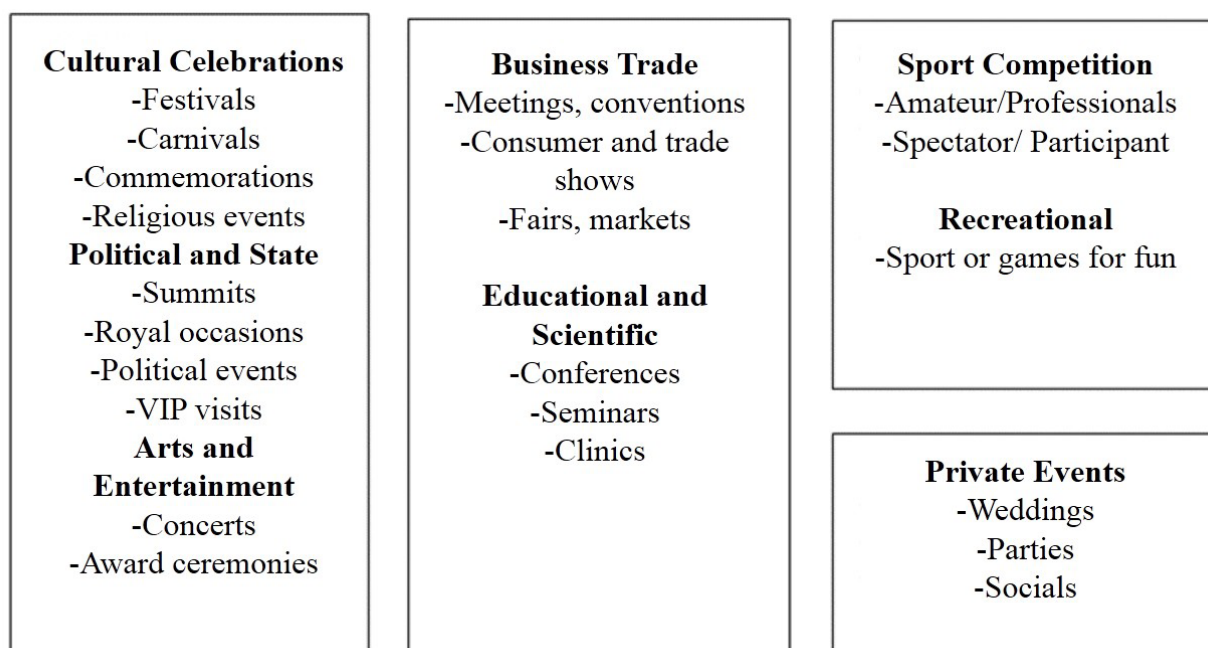 Cultural Celebrations
-Festivals
-Carnivals
-Commemorations
-Religious events
Political and State
-Summits
-Royal occasions
-Political events
-VIP visits
Arts and
Entertainment
-Concerts
-Award ceremonies
Business Trade
-Meetings, conventions
-Consumer and trade
shows
-Fairs, markets
Educational and
Scientific
-Conferences
-Seminars
-Clinics
Sport Competition
-Amateur/Professionals
-Spectator/ Participant
Recreational
-Sport or games for fun
Private Events
-Weddings
-Parties
-Socials